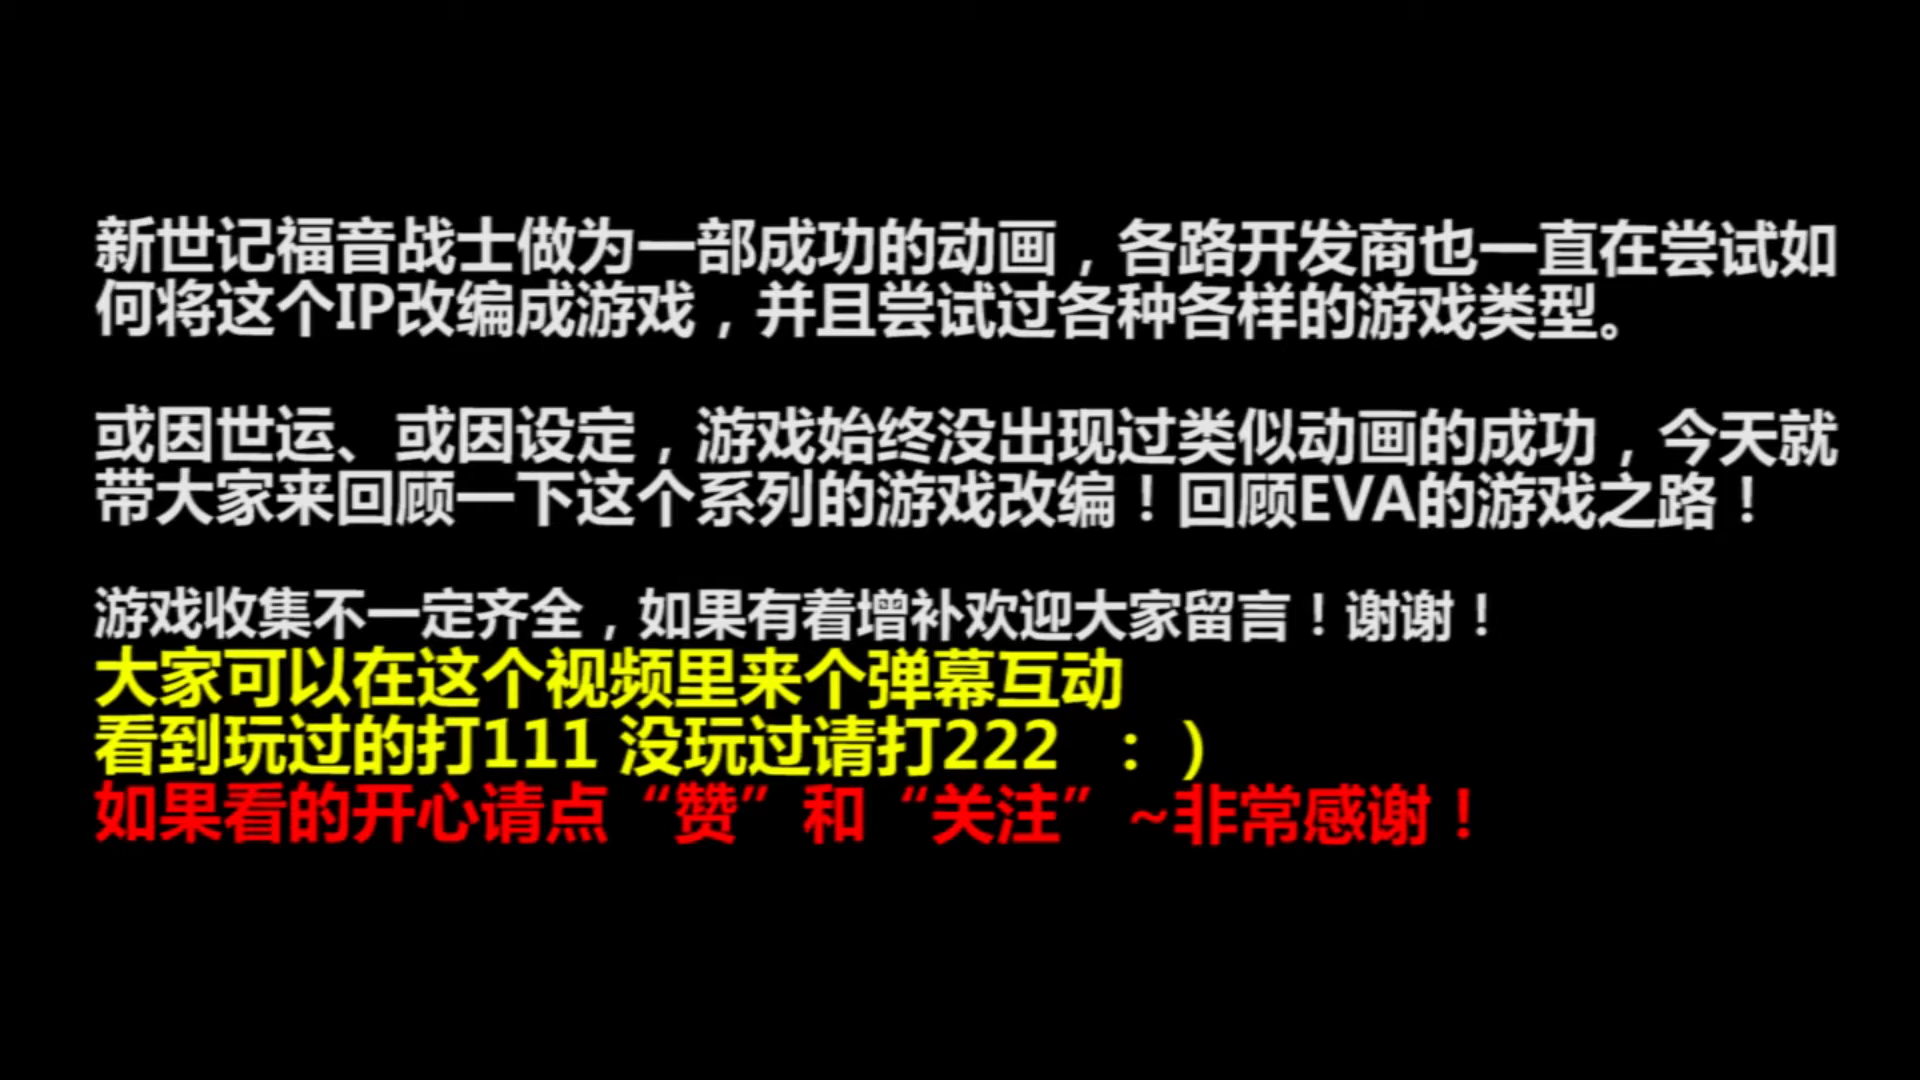 新世记福音战士做为一部成功的动画，各路开发商也一直在尝试如
何将这个IP改编成游戏，并且尝试过各种各样的游戏类型。
或因世运、或因设定，游戏始终没出现过类似动画的成功，今天就
带大家来回顾一下这个系列的游戏改编！回顾EVA的游戏之路！
游戏收集不一定齐全，如果有着增补欢迎大家留言！谢谢！
大家可以在这个视频里来个弹幕互动
看到玩过的打111 没玩过请打222 ：）
如果看的开心请点“赞”和“关注”~非常感谢！